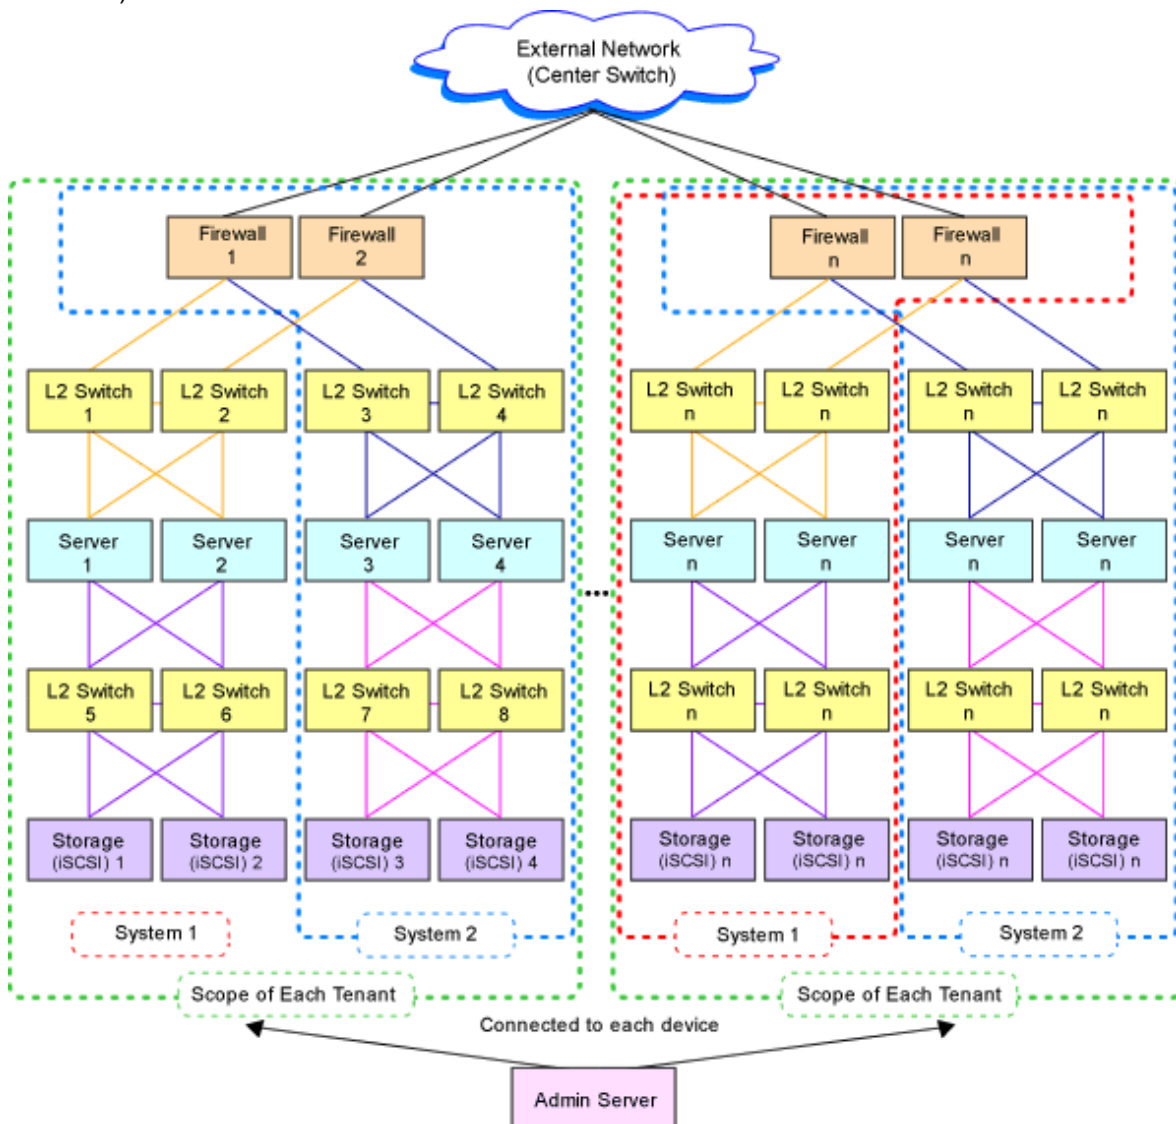 External Network
(Center Switch)
Firewall
1
Firewall
2
Firewall
n
Firewall
n
L2 Switch
1
L2 Switch
2
L2 Switch
3
L2 Switch
4
L2 Switch
n
L2 Switch
n
L2 Switch
n
L2 Switch
n
Server
1
Server
2
Server
3
Server
4
Server
n
Server
n
Server
n
Server
n
...
L2 Switch
5
L2 Switch
6
L2 Switch
7
L2 Switch
8
L2 Switch
n
L2 Switch
n
L2 Switch
n
L2 Switch
n
Storage
(iSCSI) 1
Storage
(iSCSI) 2
Storage
(iSCSI) 3
Storage
(iSCSI) 4
Storage
(iSCSI) n
Storage
(iSCSI) n
Storage
(iSCSI) n
Storage
(iSCSI) n
System 1
System 2
System 1
System 2
Scope of Each Tenant
Scope of Each Tenant
Connected to each device
Admin Server